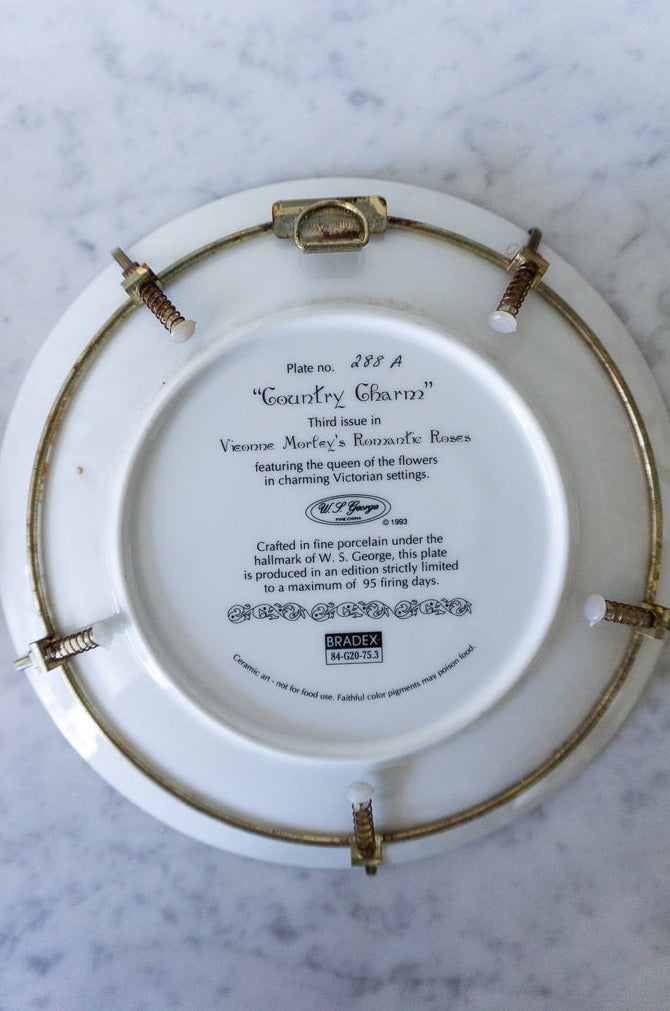 Plate no. 288 A
“Country Charm”
Third issue in
Vieonne Morley's Romantic Roses
featuring the queen of the flowers
in charming Victorian settings.
W.S. George
FINE CHINA
© 1993
Crafted in fine porcelain under the
hallmark of W. S. George, this plate
is produced in an edition strictly limited
to a maximum of 95 firing days.
BRADEX
84-G20-75.3
Ceramic art - not for food use. Faithful color pigments may poison food.